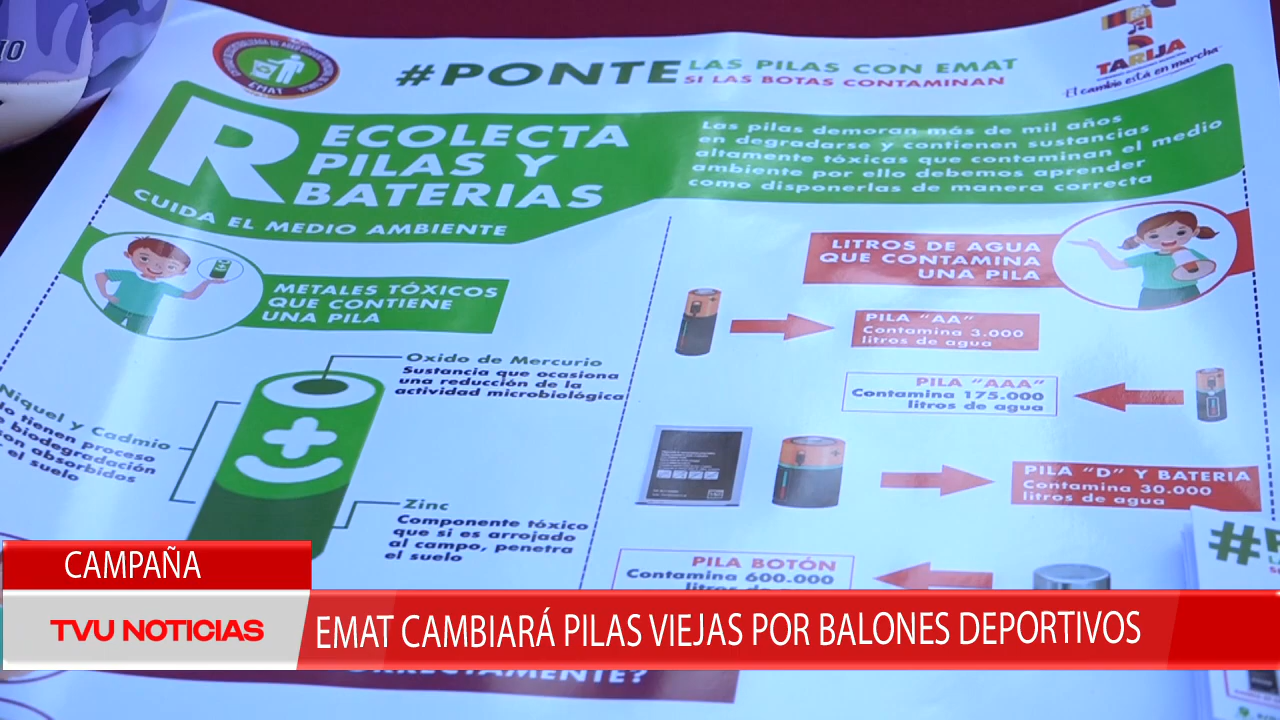 #PONTE LAS PILAS CON EMAT
SI LAS BOTAS CONTAMINAN
EMAT
TARIJA
El cambio está en marcha
RECOLECTA
PILAS Y
BATERIAS
CUIDA EL MEDIO AMBIENTE
Las pilas demoran más de mil años
en degradarse y contienen sustancias
altamente tóxicas que contaminan el medio
ambiente por ello debemos aprender
como disponerlas de manera correcta
METALES TÓXICOS
QUE CONTIENE
UNA PILA
Oxido de Mercurio
Sustancia que ocasiona
una reducción de la
actividad microbiológica
Niquel y Cadmio
lo tienen proceso
biodegradación
son absorbidos
el suelo
Zinc
Componente tóxico
que si es arrojado
al campo, penetra
el suelo
LITROS DE AGUA
QUE CONTAMINA
UNA PILA
PILA "AA"
Contamina 3.000
litros de agua
PILA "AAA"
Contamina 175.000
litros de agua
PILA "D" Y BATERIA
Contamina 30.000
litros de agua
PILA BOTÓN
Contamina 600.000
CAMPAÑA
TVU NOTICIAS
EMAT CAMBIARÁ PILAS VIEJAS POR BALONES DEPORTIVOS